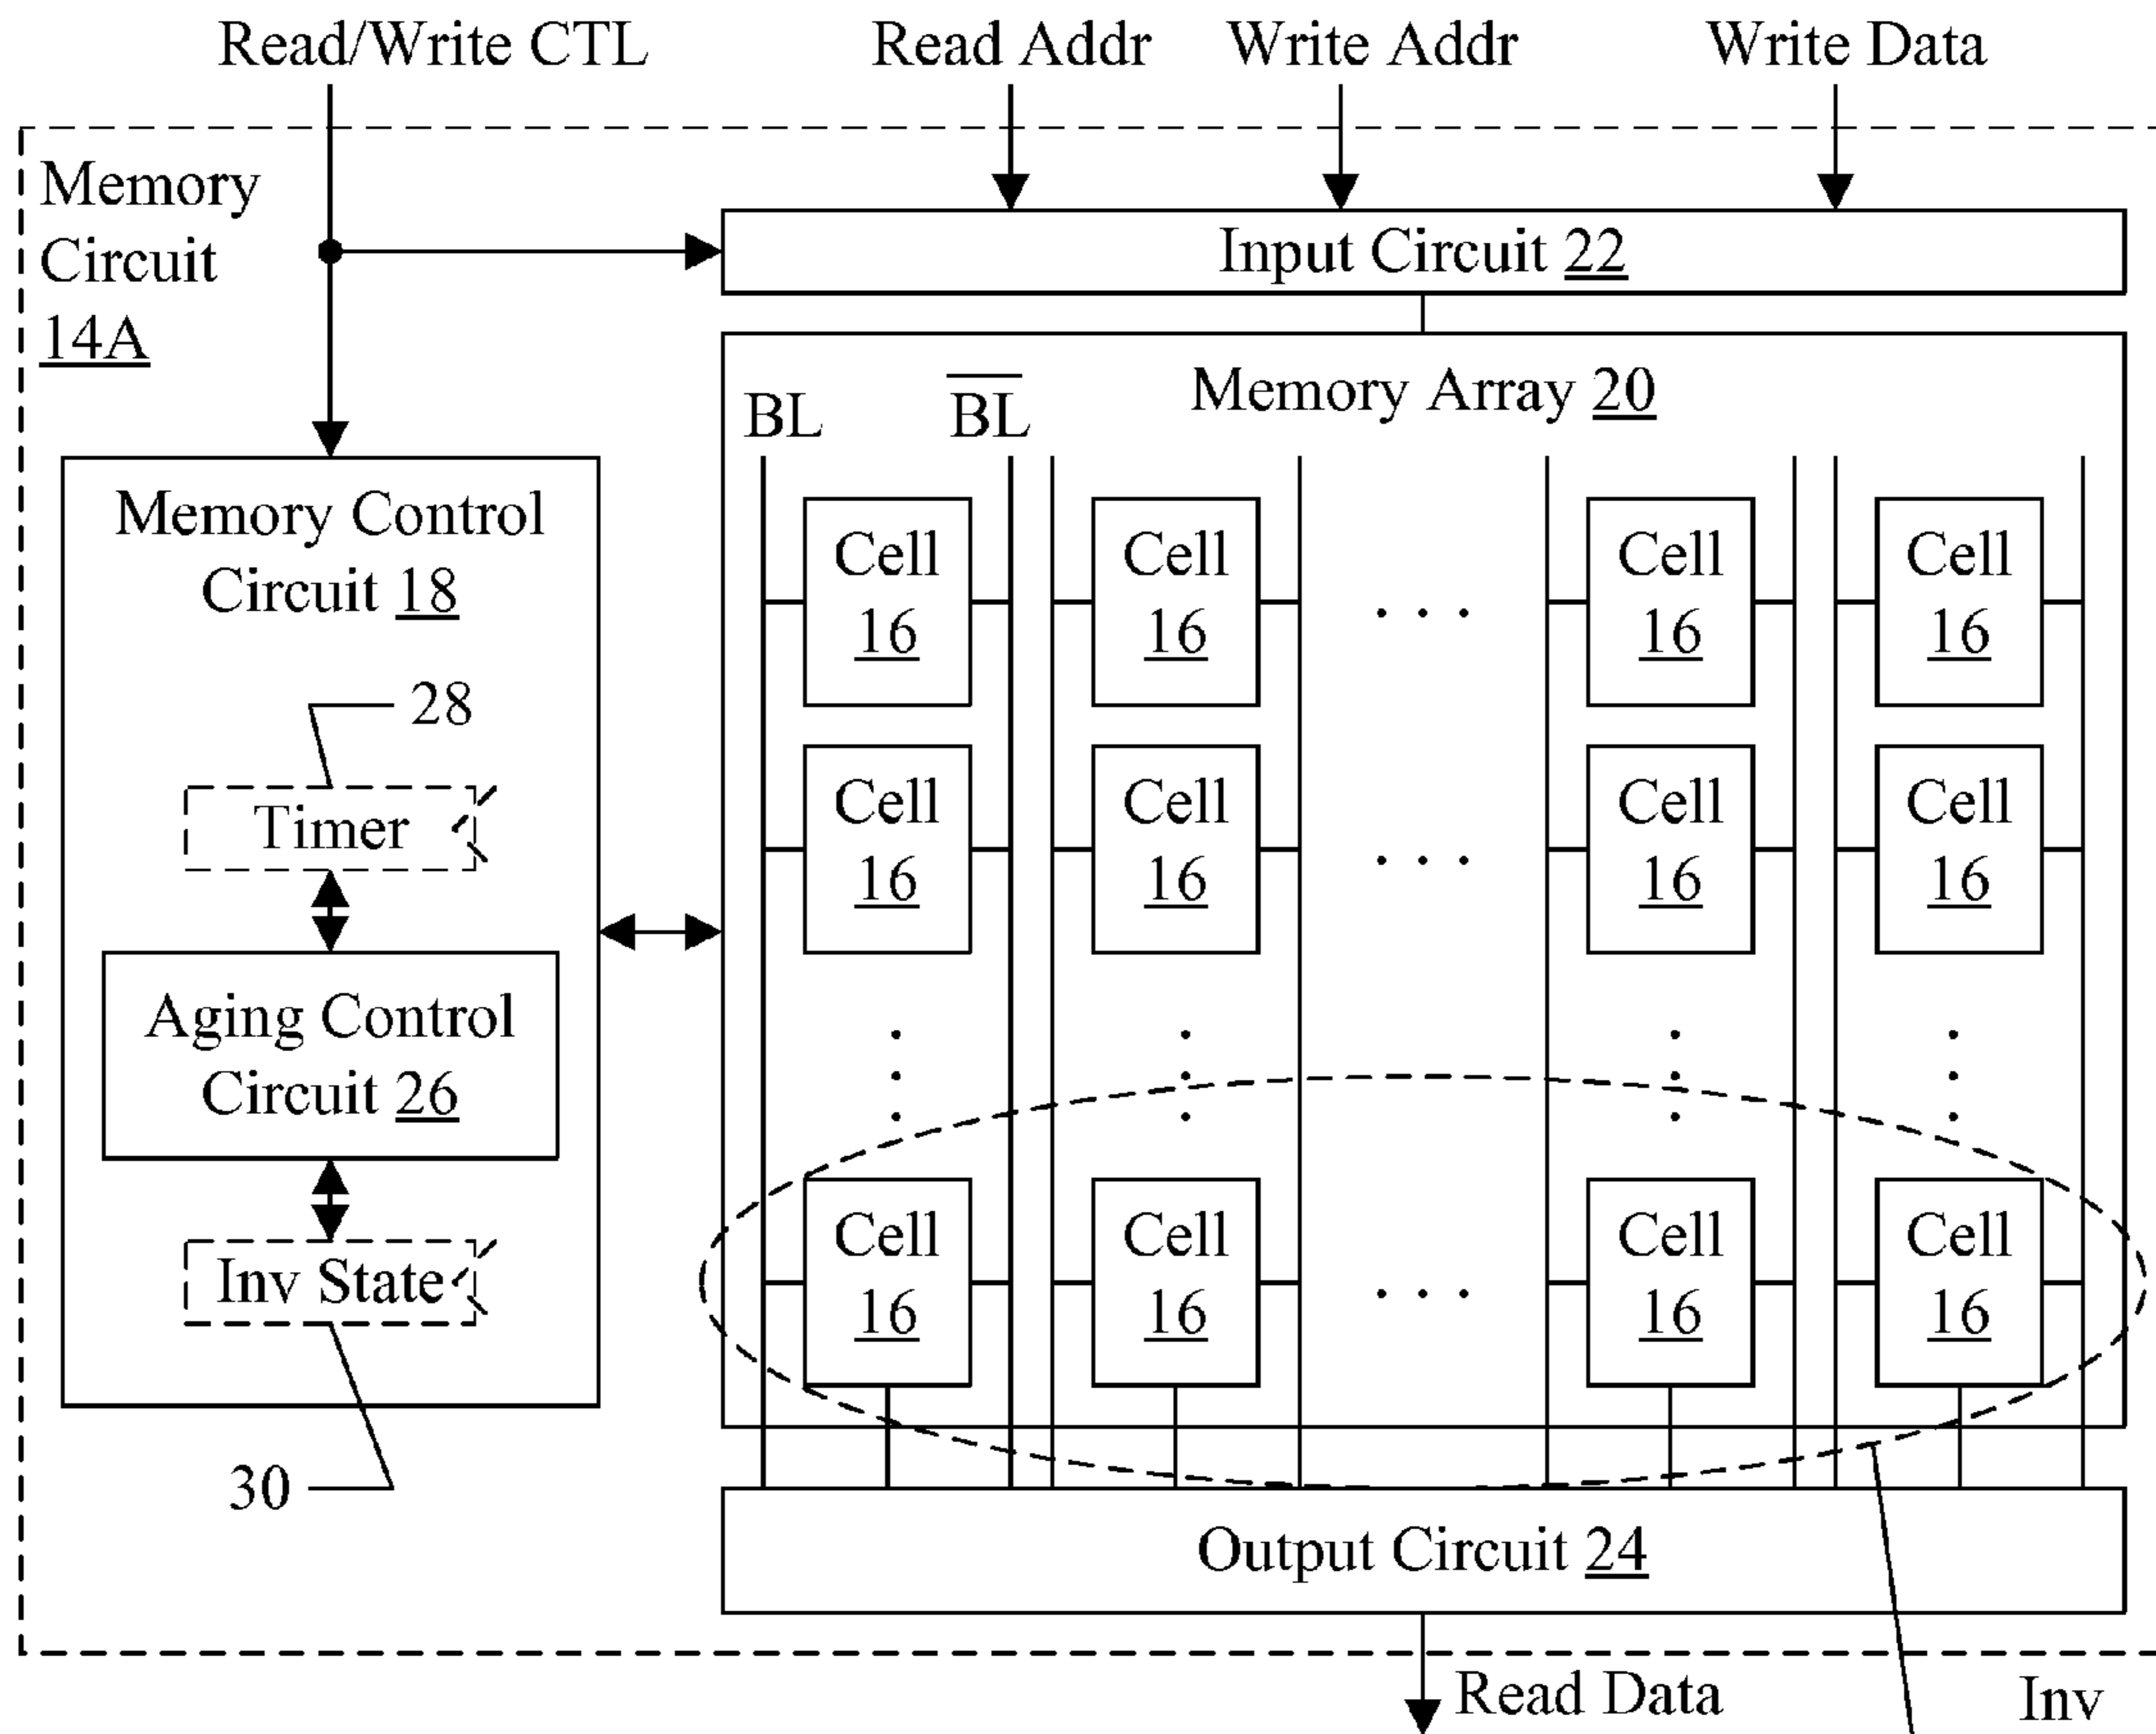 Read/Write CTL
Read Addr
Write Addr
Write Data
Memory
Circuit
14A
Input Circuit 22
Memory Array 20
BL
B̅L̅
Memory Control
Circuit 18
Cell
16
Cell
16
Cell
16
Cell
16
. . .
28
Timer
Cell
16
Cell
16
Cell
16
Cell
16
. . .
Aging Control
Circuit 26
Inv State
Cell
16
Cell
16
Cell
16
Cell
16
. . .
30
Output Circuit 24
Read Data
Inv